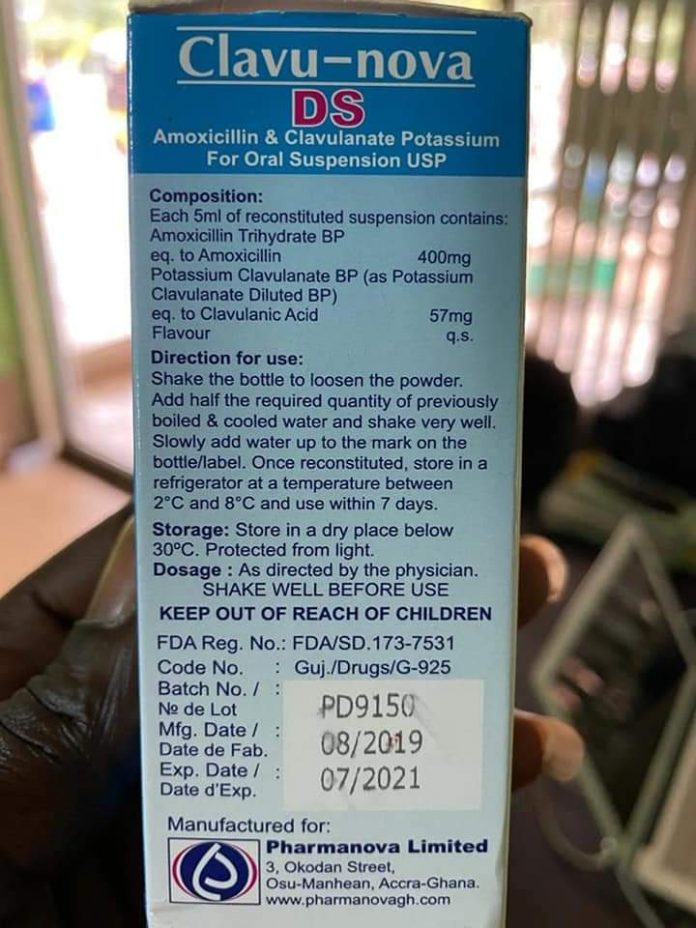 Clavu-nova
DS
Amoxicillin & Clavulanate Potassium
For Oral Suspension USP
Composition:
Each 5ml of reconstituted suspension contains:
Amoxicillin Trihydrate BP
eq. to Amoxicillin 400mg
Potassium Clavulanate BP (as Potassium
Clavulanate Diluted BP)
eq. to Clavulanic Acid 57mg
Flavour q.s.
Direction for use:
Shake the bottle to loosen the powder.
Add half the required quantity of previously
boiled & cooled water and shake very well.
Slowly add water up to the mark on the
bottle/label. Once reconstituted, store in a
refrigerator at a temperature between
2°C and 8°C and use within 7 days.
Storage: Store in a dry place below
30ºC. Protected from light.
Dosage : As directed by the physician.
SHAKE WELL BEFORE USE
KEEP OUT OF REACH OF CHILDREN
FDA Reg. No.: FDA/SD.173-7531
Code No. : Guj./Drugs/G-925
Batch No. / :
Nº de Lot PD9150
Mfg. Date / :
Date de Fab. 08/2019
Exp. Date / :
Date d'Exp. 07/2021
Manufactured for:
Pharmanova Limited
3, Okodan Street,
Osu-Manhean, Accra-Ghana.
www.pharmanovagh.com